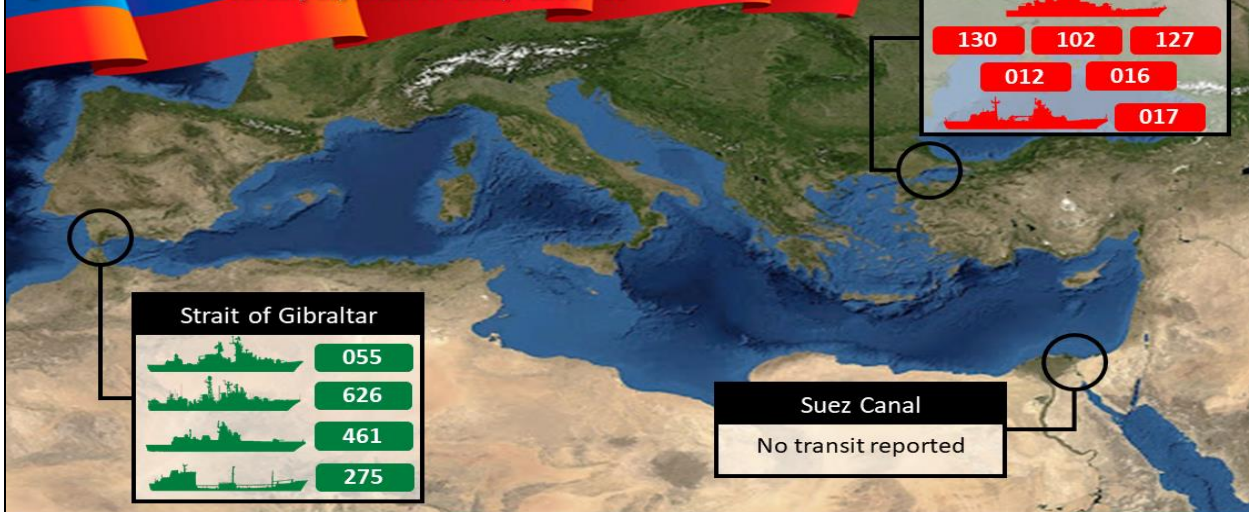 130 102 127
012 016
017
Strait of Gibraltar
055
626
461
275
Suez Canal
No transit reported